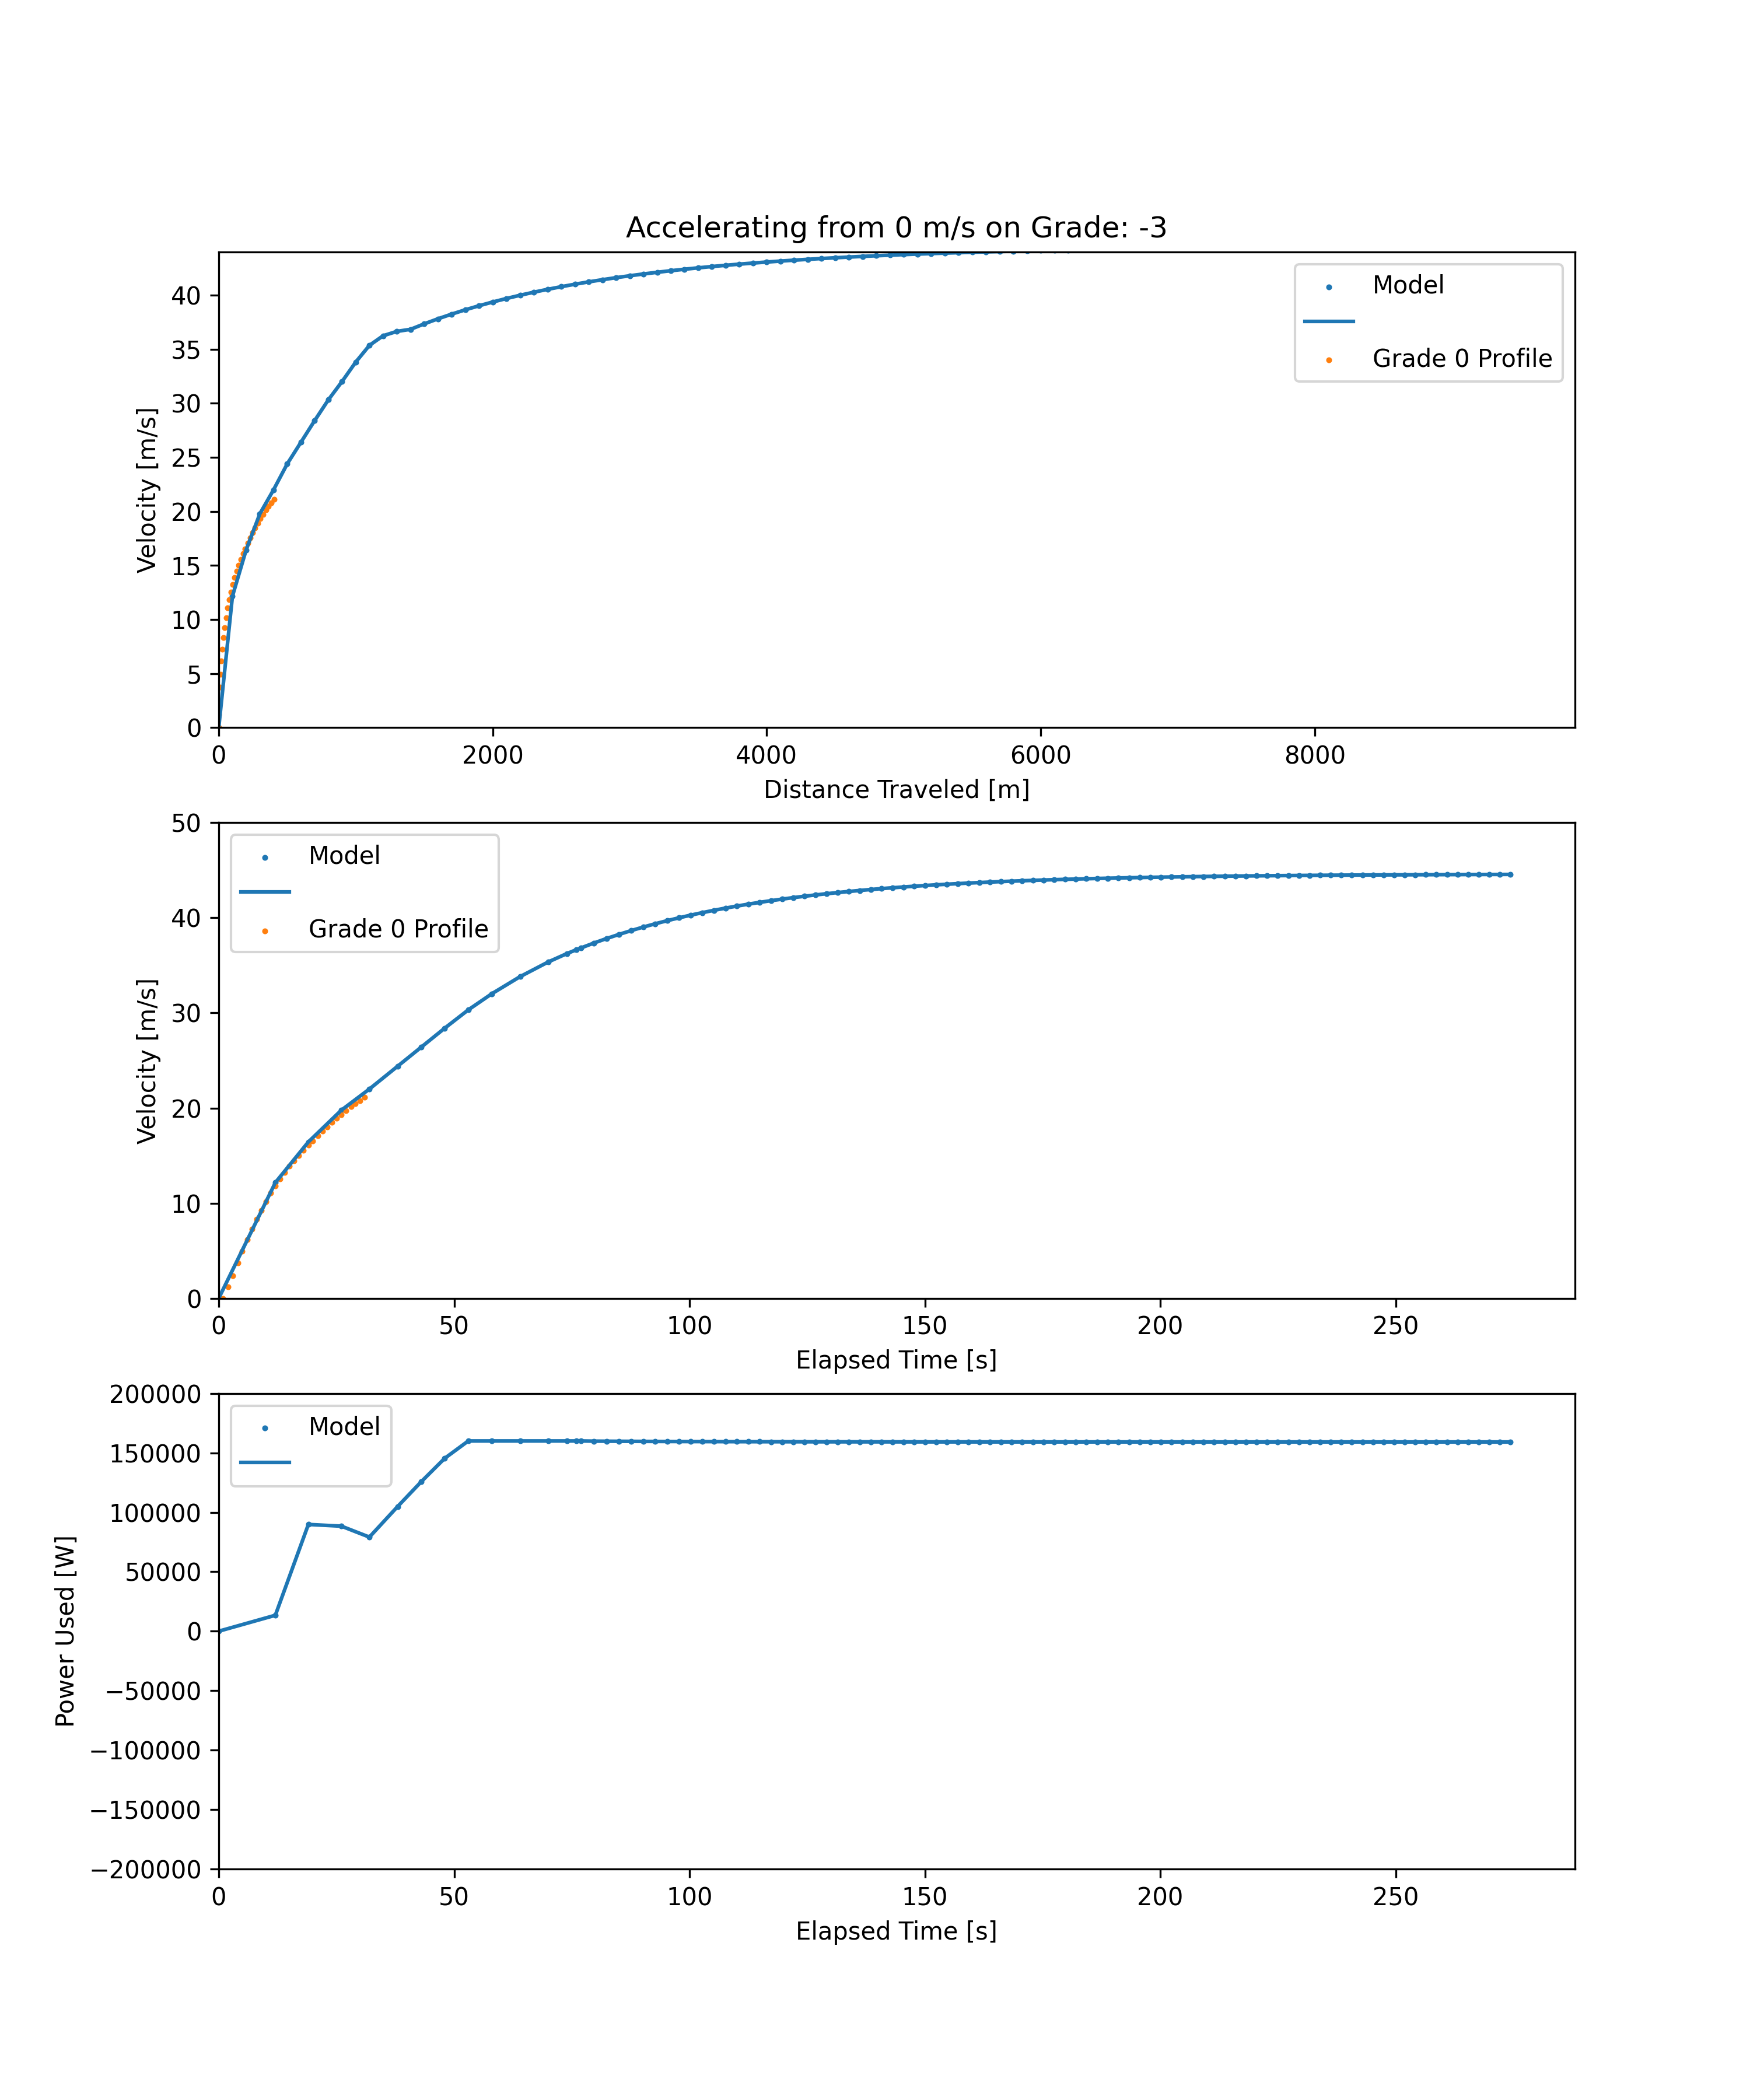 Accelerating from 0 m/s on Grade: -3
40
35
30
25
20
15
10
5
0
Velocity [m/s]
Model
Grade 0 Profile
0 2000 4000 6000 8000
Distance Traveled [m]
50
40
30
20
10
0
Velocity [m/s]
Model
Grade 0 Profile
0 50 100 150 200 250
Elapsed Time [s]
200000
150000
100000
50000
0
−50000
−100000
−150000
−200000
Power Used [W]
Model
0 50 100 150 200 250
Elapsed Time [s]